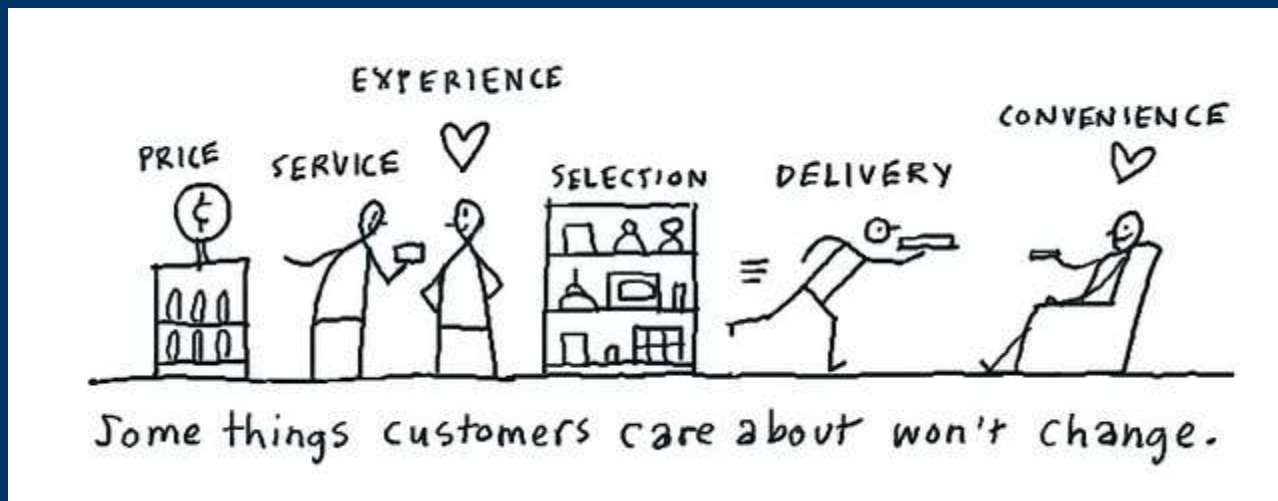 EXPERIENCE
CONVENIENCE
PRICE
SERVICE
SELECTION
DELIVERY
¢
Some things customers care about won't change.